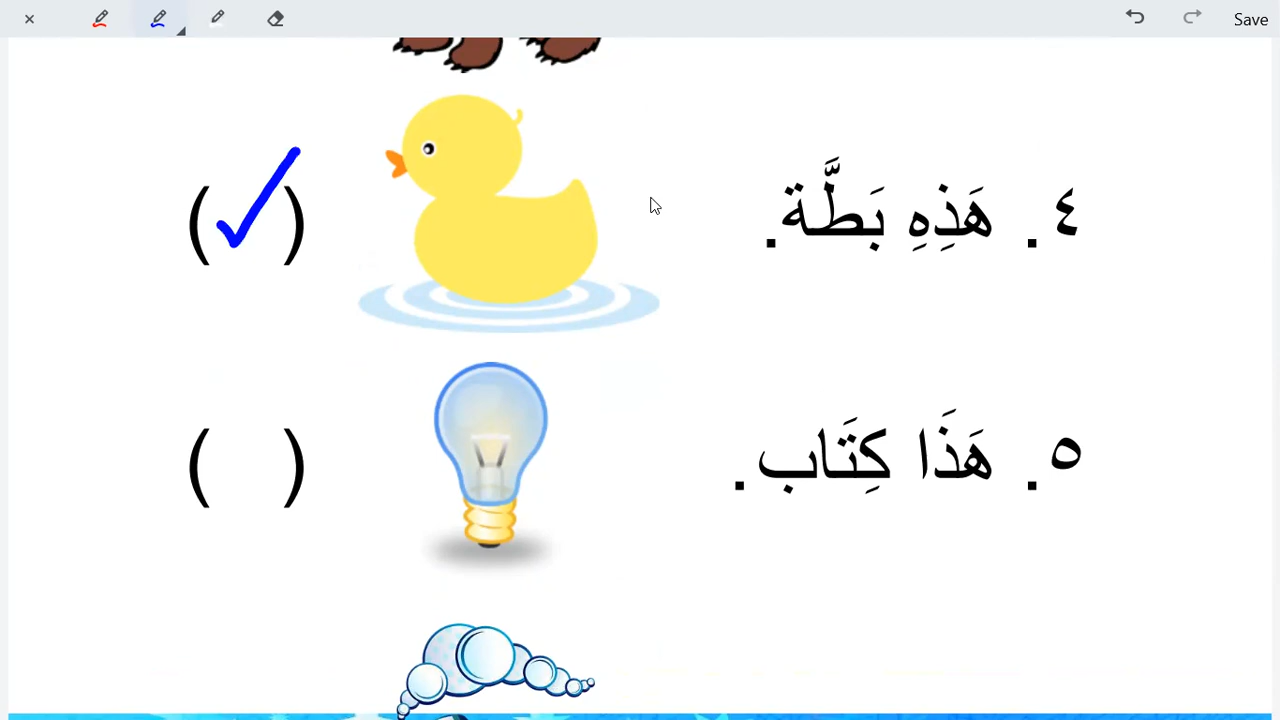 Save
٤. هَذِهِ بَطَّة. (✓)
٥. هَذَا كِتَاب. ( )